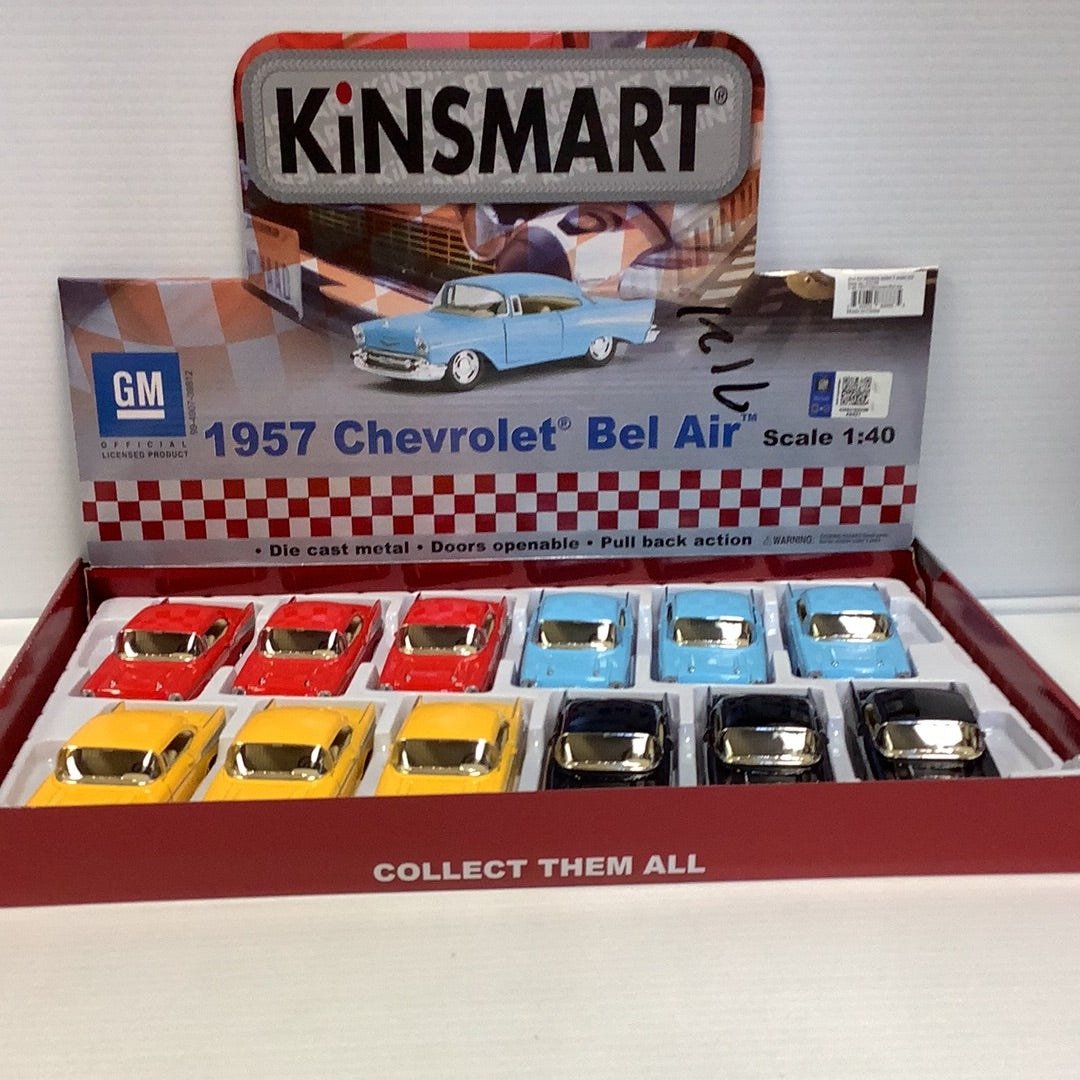 KiNSMART®
GM
OFFICIAL
LICENSED PRODUCT
1957 Chevrolet® Bel Air™ Scale 1:40
• Die cast metal • Doors openable • Pull back action ⚠WARNING:
COLLECT THEM ALL